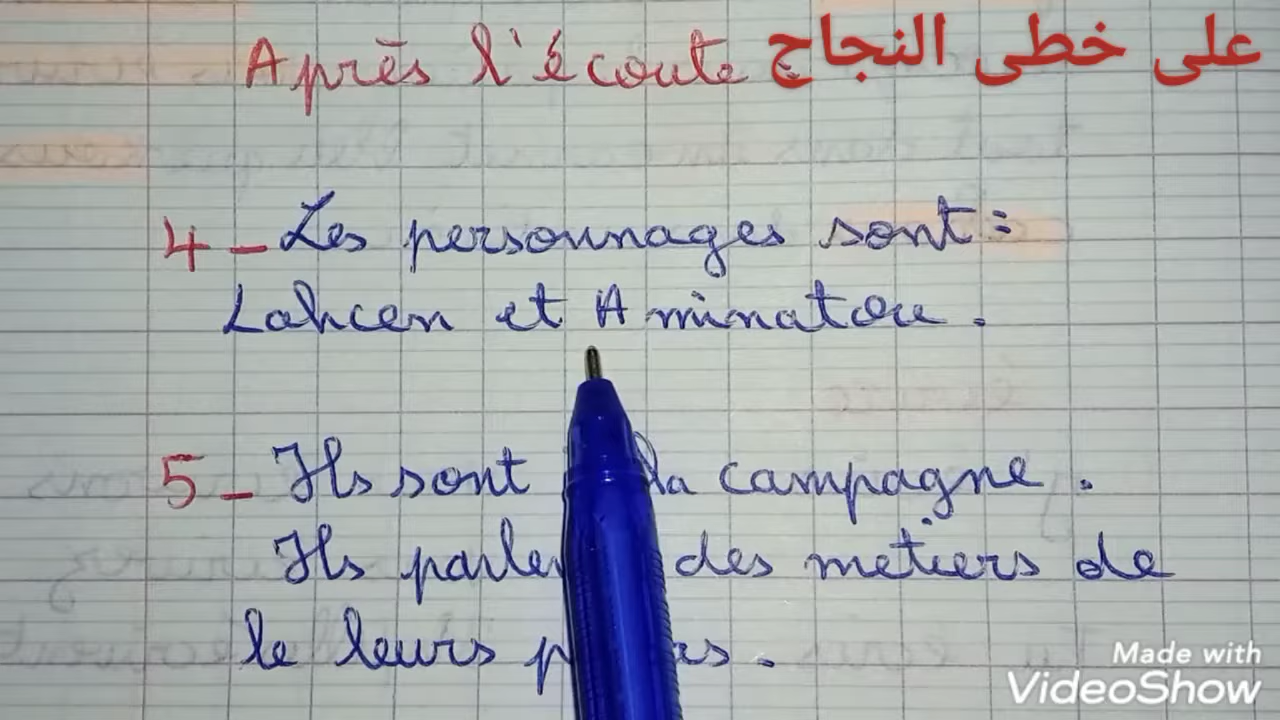 Après l'écoute على خطى النجاح
4 - Les personnages sont :
Lahcen et Aminatou .
5 - Ils sont la campagne .
Ils des metiers de
le leurs .
Made with
VideoShow